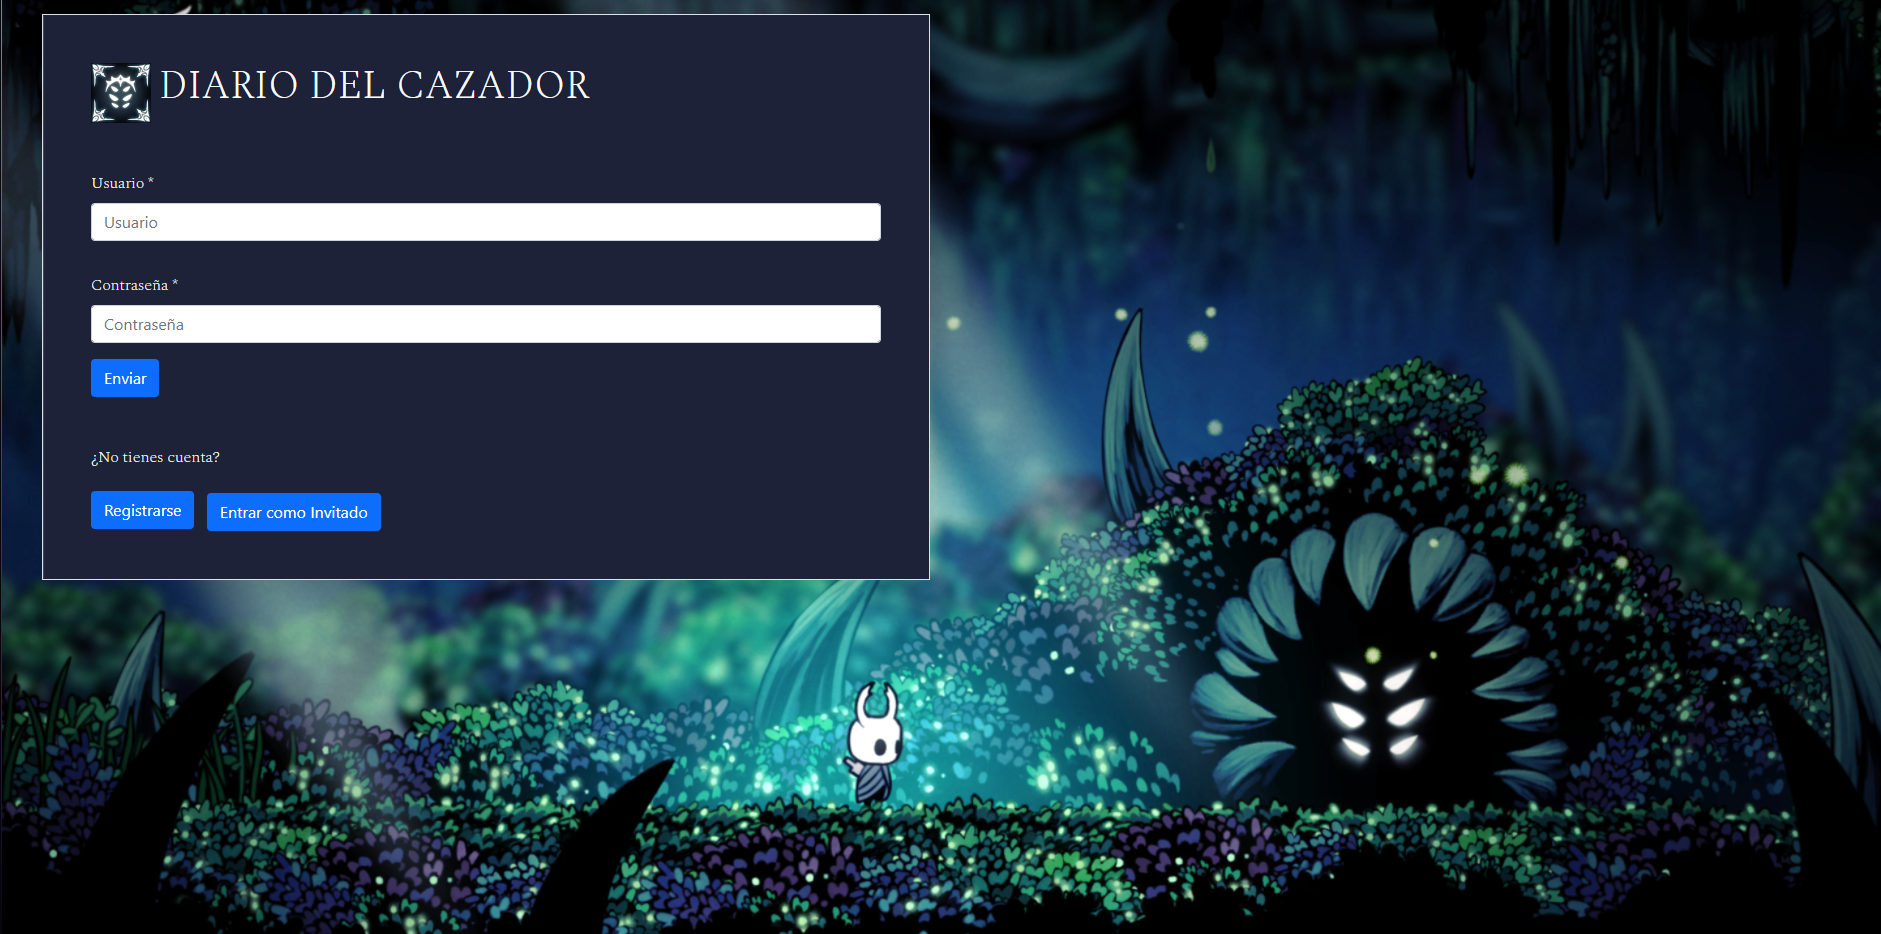 DIARIO DEL CAZADOR
Usuario *
Usuario
Contraseña *
Contraseña
Enviar
¿No tienes cuenta?
Registrarse Entrar como Invitado